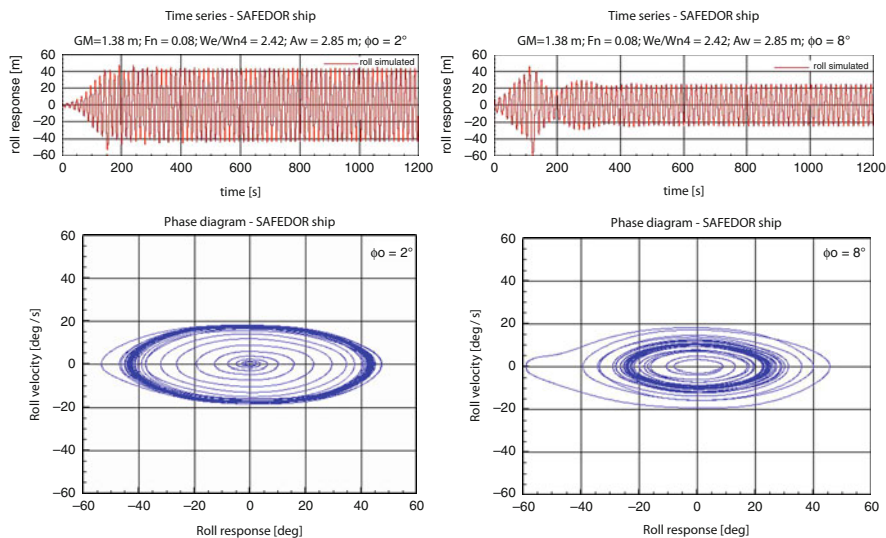 Time series - SAFEDOR ship
GM=1.38 m; Fn = 0.08; We/Wn4 = 2.42; Aw = 2.85 m; ϕo = 2°
roll simulated
roll response [m]
60
40
20
0
−20
−40
−60
0 200 400 600 800 1000 1200
time [s]
Time series - SAFEDOR ship
GM=1.38 m; Fn = 0.08; We/Wn4 = 2.42; Aw = 2.85 m; ϕo = 8°
roll simulated
roll response [m]
60
40
20
0
−20
−40
−60
0 200 400 600 800 1000 1200
time [s]
Phase diagram - SAFEDOR ship
ϕo = 2°
Roll velocity [deg / s]
60
40
20
0
−20
−40
−60
−60 −40 −20 0 20 40 60
Roll response [deg]
Phase diagram - SAFEDOR ship
ϕo = 8°
Roll velocity [deg / s]
60
40
20
0
−20
−40
−60
−60 −40 −20 0 20 40 60
Roll response [deg]